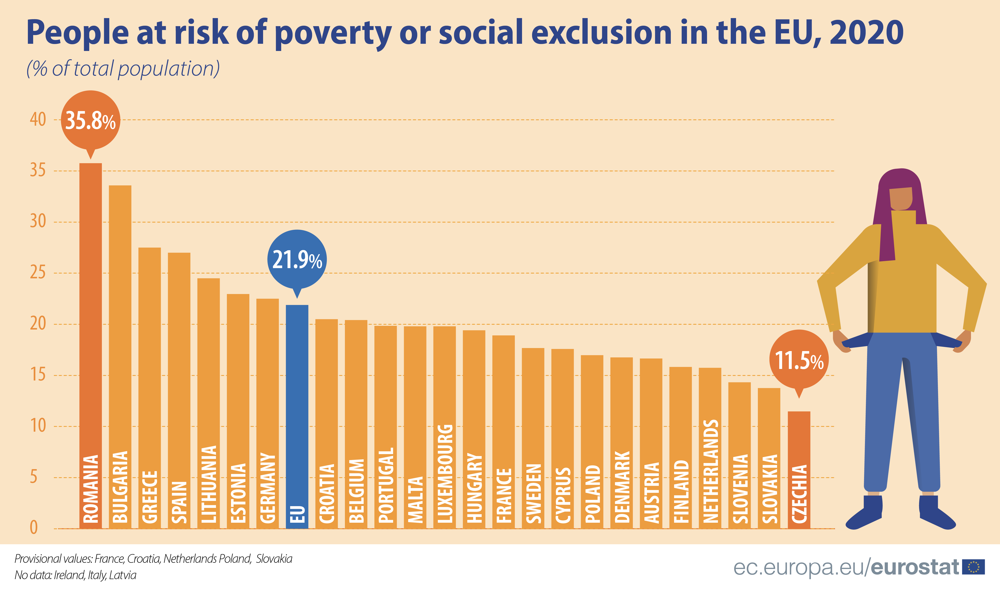 People at risk of poverty or social exclusion in the EU, 2020
(% of total population)
35.8%
21.9%
11.5%
40
35
30
25
20
15
10
5
0
ROMANIA
BULGARIA
GREECE
SPAIN
LITHUANIA
ESTONIA
GERMANY
EU
CROATIA
BELGIUM
PORTUGAL
MALTA
LUXEMBOURG
HUNGARY
FRANCE
SWEDEN
CYPRUS
POLAND
DENMARK
AUSTRIA
FINLAND
NETHERLANDS
SLOVENIA
SLOVAKIA
CZECHIA
Provisional values: France, Croatia, Netherlands Poland, Slovakia
No data: Ireland, Italy, Latvia
ec.europa.eu/eurostat